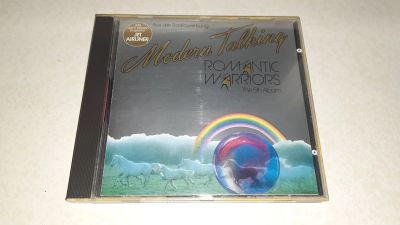 JET
AIRLINER
Modern Talking
ROMANTIC
WARRIORS
The 5th Album